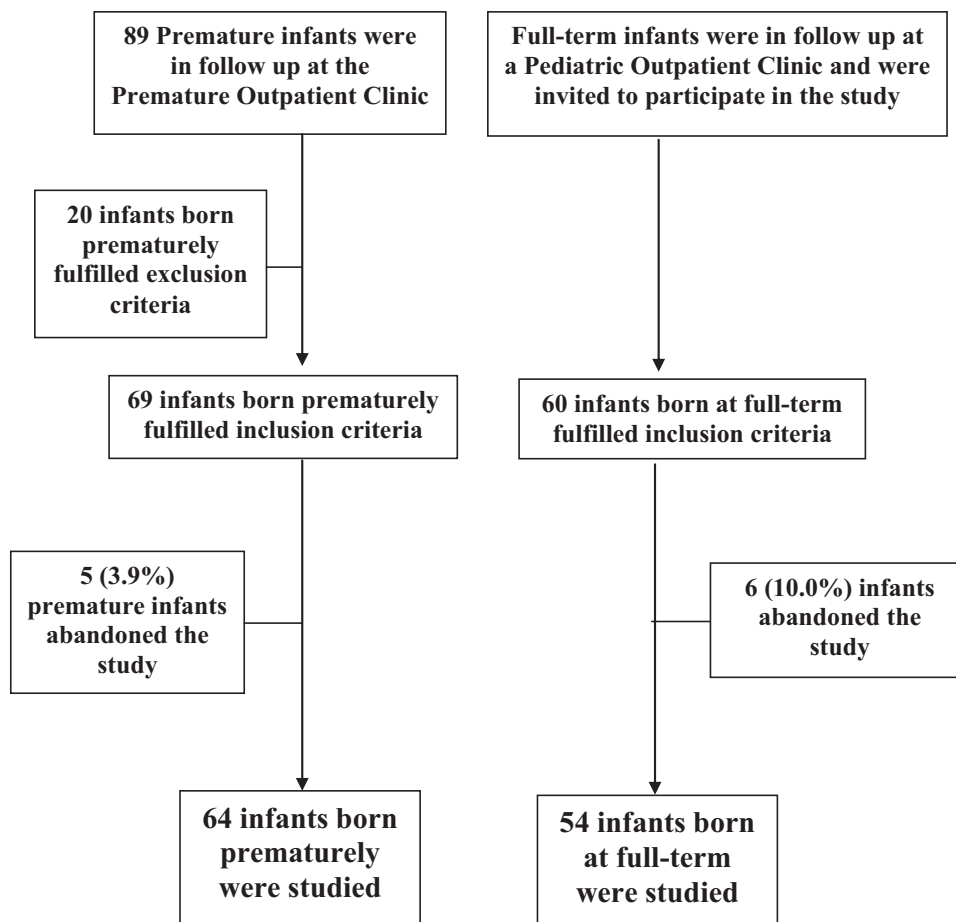 89 Premature infants were
in follow up at the
Premature Outpatient Clinic
Full-term infants were in follow up at
a Pediatric Outpatient Clinic and were
invited to participate in the study
20 infants born
prematurely
fulfilled exclusion
criteria
69 infants born prematurely
fulfilled inclusion criteria
60 infants born at full-term
fulfilled inclusion criteria
5 (3.9%)
premature infants
abandoned the
study
6 (10.0%) infants
abandoned the
study
64 infants born
prematurely
were studied
54 infants born
at full-term
were studied